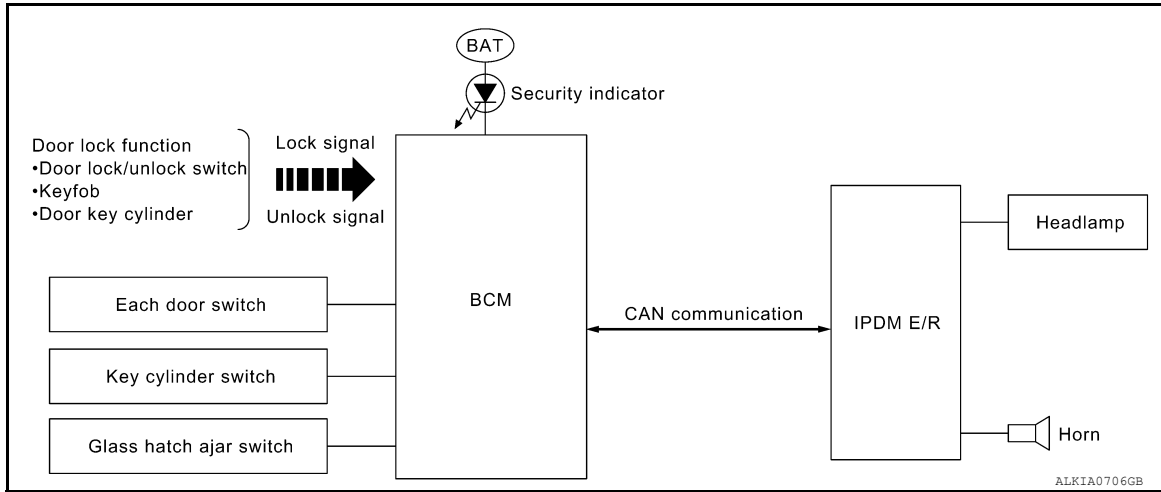 BAT
Security indicator
Door lock function
•Door lock/unlock switch
•Keyfob
•Door key cylinder
Lock signal
Unlock signal
Each door switch
Key cylinder switch
Glass hatch ajar switch
BCM
CAN communication
IPDM E/R
Headlamp
Horn
ALKIA0706GB